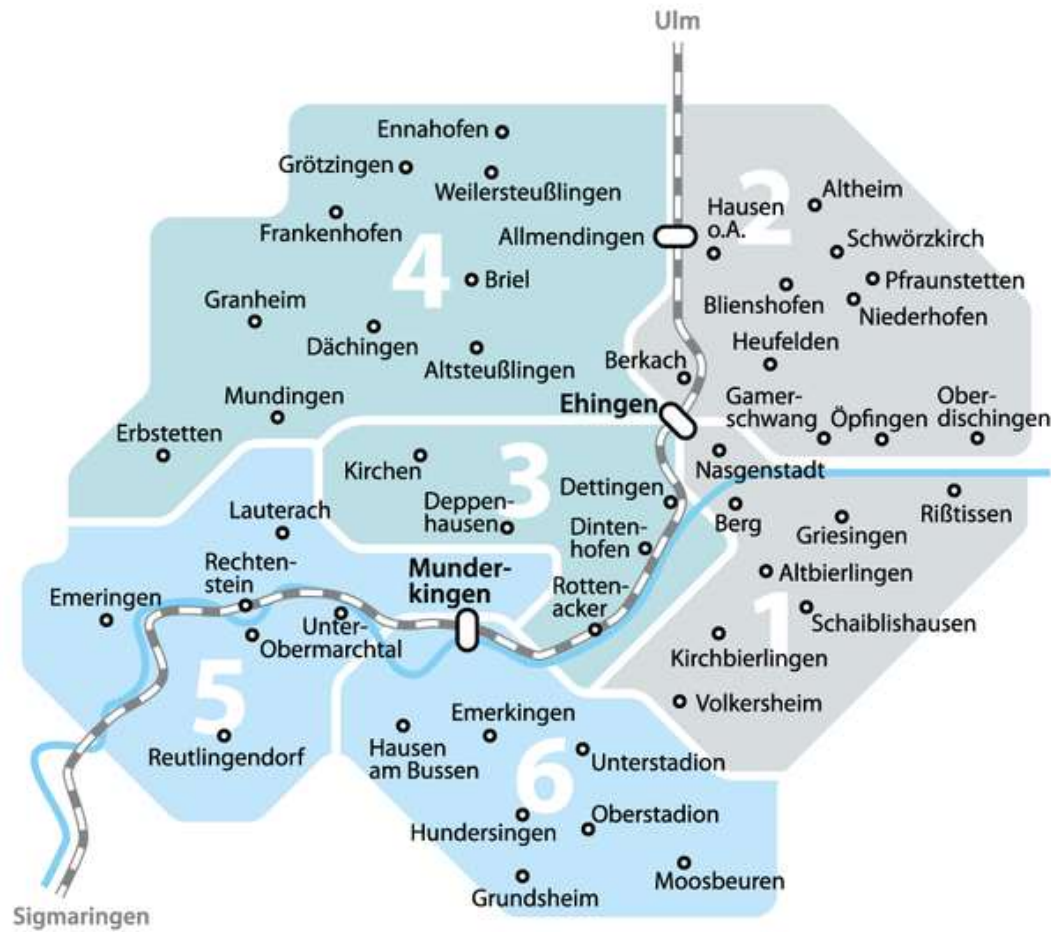 Ulm
Ennahofen
Grötzingen
Weilersteußlingen
Frankenhofen
4
Briel
Granheim
Dächingen
Altsteußlingen
Mundingen
Erbstetten
2
Altheim
Hausen
o.A.
Allmendingen
Schwörzkirch
Pfraunstetten
Blienshofen
Niederhofen
Heufelden
Berkach
Ehingen
Gamer-
schwang
Öpfingen
Ober-
dischingen
Nasgenstadt
3
Kirchen
Deppen-
hausen
Dettingen
Dinten-
hofen
Rotten-
acker
Berg
Griesingen
Rißtissen
Altbierlingen
1
Schaiblishausen
Kirchbierlingen
Volkersheim
Lauterach
Rechten-
stein
Munder-
kingen
Emeringen
Unter-
Obermarchtal
5
Reutlingendorf
Emerkingen
Hausen
am Bussen
6
Unterstadion
Hundersingen
Oberstadion
Grundsheim
Moosbeuren
Sigmaringen